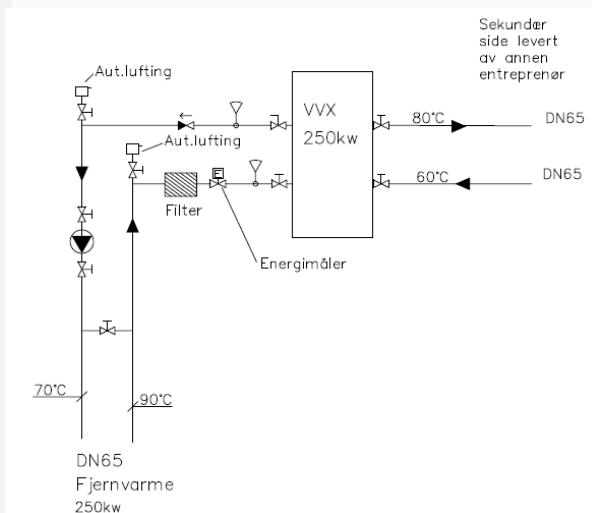 Sekundær
side levert
av annen
entreprenør
Aut.lufting
VVX
250kw
80°C
DN65
Aut.lufting
60°C
DN65
E
Filter
Energimåler
70°C
90°C
DN65
Fjernvarme
250kw